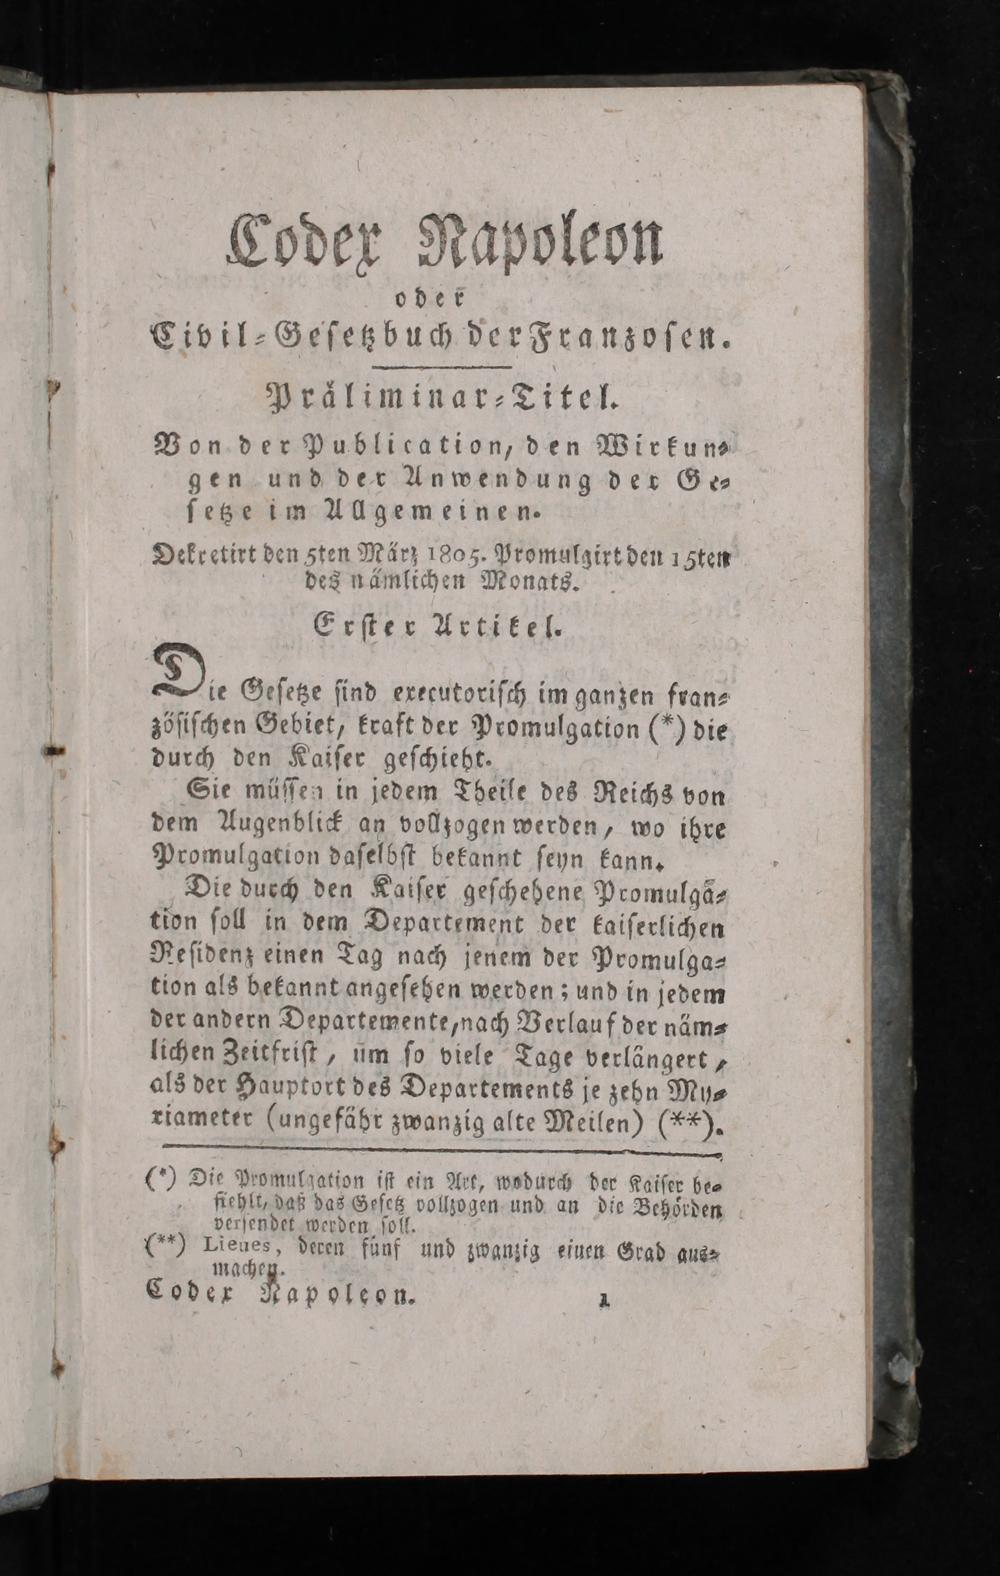 Codex Napoleon
oder
Civil-Gesetzbuch der Franzosen.
Präliminar-Titel.
Von der Publication, den Wirkun-
gen und der Anwendung der Ge-
setze im Allgemeinen.
Dekretirt den 5ten März 1805. Promulgirt den 15ten
des nämlichen Monats.
Erster Artikel.
Die Gesetze sind executorisch im ganzen fran-
zösischen Gebiet, kraft der Promulgation (*) die
durch den Kaiser geschieht.
Sie müssen in jedem Theile des Reichs von
dem Augenblick an vollzogen werden, wo ihre
Promulgation daselbst bekannt seyn kann.
Die durch den Kaiser geschehene Promulga-
tion soll in dem Departement der kaiserlichen
Residenz einen Tag nach jenem der Promulga-
tion als bekannt angesehen werden; und in jedem
der andern Departemente, nach Verlauf der näm-
lichen Zeitfrist, um so viele Tage verlängert,
als der Hauptort des Departements je zehn My-
riameter (ungefähr zwanzig alte Meilen) (**).
(*) Die Promulgation ist ein Art, wodurch der Kaiser be-
fiehlt, daß das Gesetz vollzogen und an die Behörden
versendet werden soll.
(**) Lieues, deren fünf und zwanzig einen Grad aus-
machen.
Codex Napoleon. 1